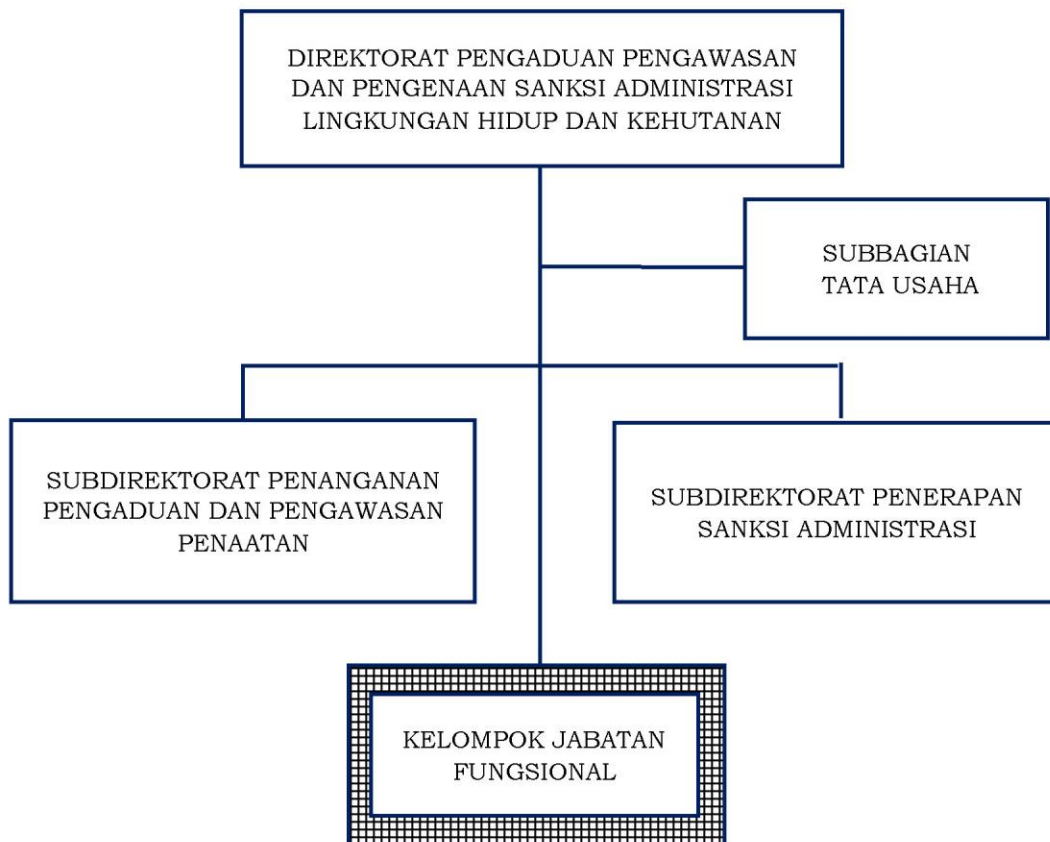 DIREKTORAT PENGADUAN PENGAWASAN
DAN PENGENAAN SANKSI ADMINISTRASI
LINGKUNGAN HIDUP DAN KEHUTANAN
SUBBAGIAN
TATA USAHA
SUBDIREKTORAT PENANGANAN
PENGADUAN DAN PENGAWASAN
PENAATAN
SUBDIREKTORAT PENERAPAN
SANKSI ADMINISTRASI
KELOMPOK JABATAN
FUNGSIONAL